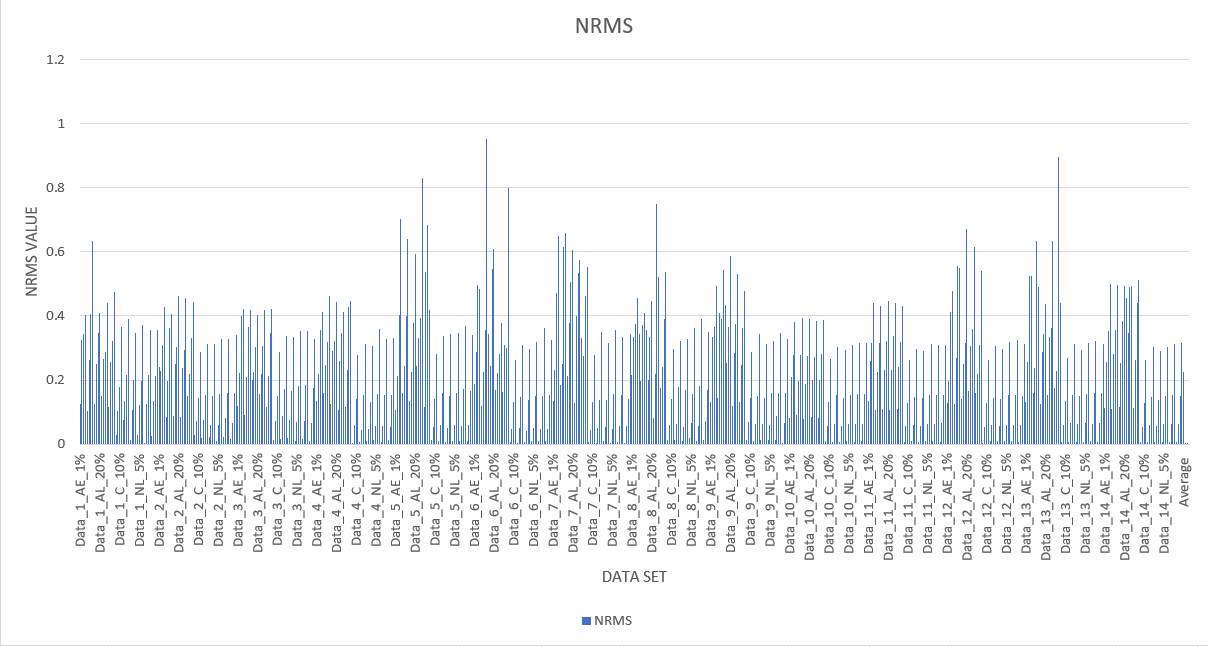 NRMS
1.2
1
0.8
0.6
0.4
0.2
0
NRMS VALUE
Data_1_AE_1%
Data_1_AL_20%
Data_1_C_10%
Data_1_NL_5%
Data_2_AE_1%
Data_2_AL_20%
Data_2_C_10%
Data_2_NL_5%
Data_3_AE_1%
Data_3_AL_20%
Data_3_C_10%
Data_3_NL_5%
Data_4_AE_1%
Data_4_AL_20%
Data_4_C_10%
Data_4_NL_5%
Data_5_AE_1%
Data_5_AL_20%
Data_5_C_10%
Data_5_NL_5%
Data_6_AE_1%
Data_6_AL_20%
Data_6_C_10%
Data_6_NL_5%
Data_7_AE_1%
Data_7_AL_20%
Data_7_C_10%
Data_7_NL_5%
Data_8_AE_1%
Data_8_AL_20%
Data_8_C_10%
Data_8_NL_5%
Data_9_AE_1%
Data_9_AL_20%
Data_9_C_10%
Data_9_NL_5%
Data_10_AE_1%
Data_10_AL_20%
Data_10_C_10%
Data_10_NL_5%
Data_11_AE_1%
Data_11_AL_20%
Data_11_C_10%
Data_11_NL_5%
Data_12_AE_1%
Data_12_AL_20%
Data_12_C_10%
Data_12_NL_5%
Data_13_AE_1%
Data_13_AL_20%
Data_13_C_10%
Data_13_NL_5%
Data_14_AE_1%
Data_14_AL_20%
Data_14_C_10%
Data_14_NL_5%
Average
DATA SET
NRMS